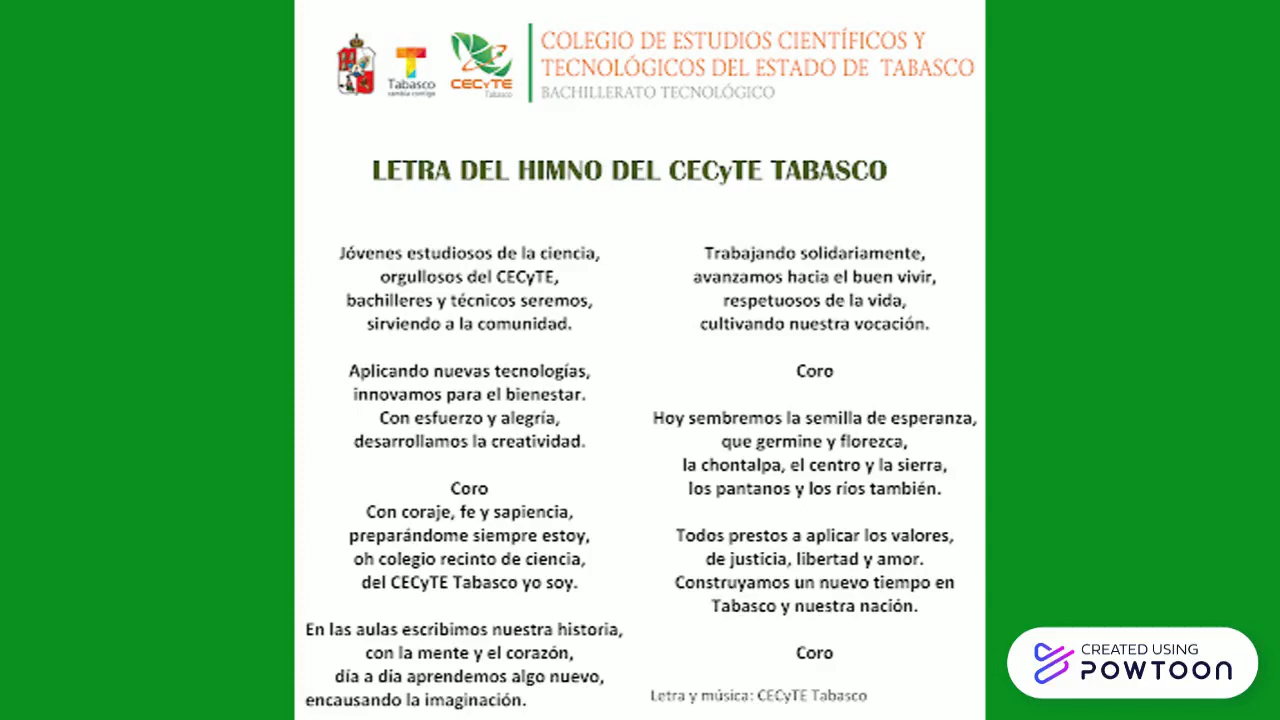 Tabasco
cambia contigo
CECyTE
Tabasco
COLEGIO DE ESTUDIOS CIENTÍFICOS Y
TECNOLÓGICOS DEL ESTADO DE TABASCO
BACHILLERATO TECNOLÓGICO
LETRA DEL HIMNO DEL CECyTE TABASCO
Jóvenes estudiosos de la ciencia,
orgullosos del CECyTE,
bachilleres y técnicos seremos,
sirviendo a la comunidad.
Aplicando nuevas tecnologías,
innovamos para el bienestar.
Con esfuerzo y alegría,
desarrollamos la creatividad.
Coro
Con coraje, fe y sapiencia,
preparándome siempre estoy,
oh colegio recinto de ciencia,
del CECyTE Tabasco yo soy.
En las aulas escribimos nuestra historia,
con la mente y el corazón,
día a día aprendemos algo nuevo,
encausando la imaginación.
Trabajando solidariamente,
avanzamos hacia el buen vivir,
respetuosos de la vida,
cultivando nuestra vocación.
Coro
Hoy sembremos la semilla de esperanza,
que germine y florezca,
la chontalpa, el centro y la sierra,
los pantanos y los ríos también.
Todos prestos a aplicar los valores,
de justicia, libertad y amor.
Construyamos un nuevo tiempo en
Tabasco y nuestra nación.
Coro
Letra y música: CECyTE Tabasco
CREATED USING
POWTOON